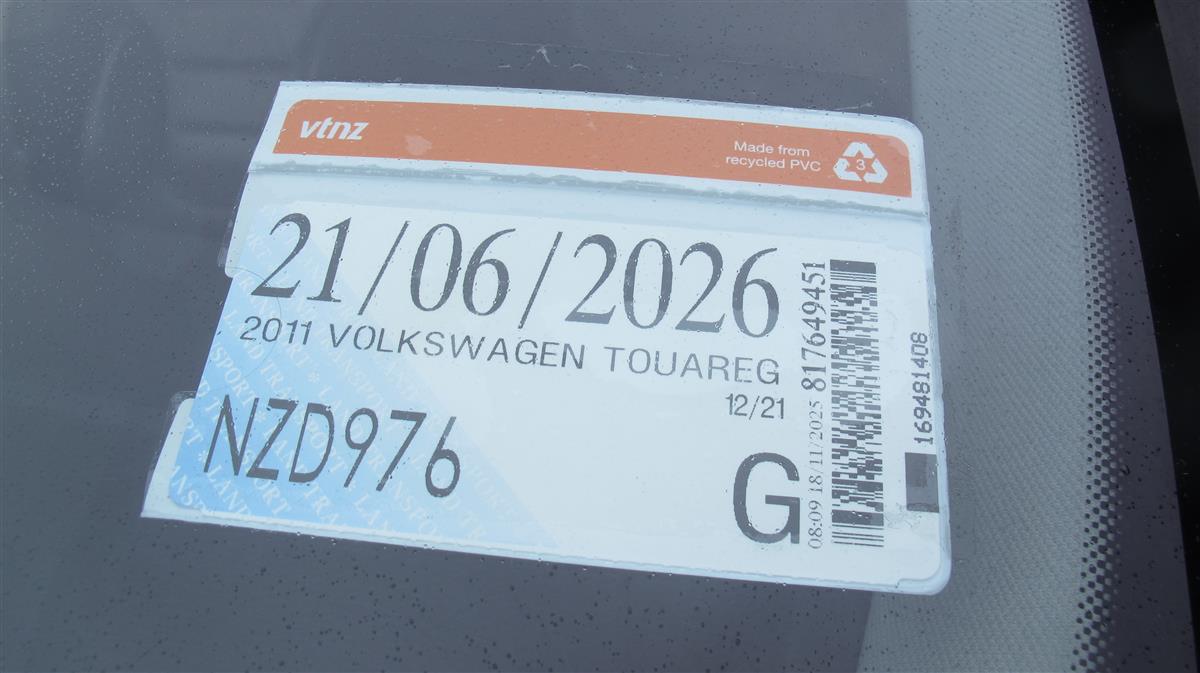 vtnz
Made from
recycled PVC
3
21/06/2026
2011 VOLKSWAGEN TOUAREG
12/21
NZD976
G
08:09 18/11/2025 817649451
169481408